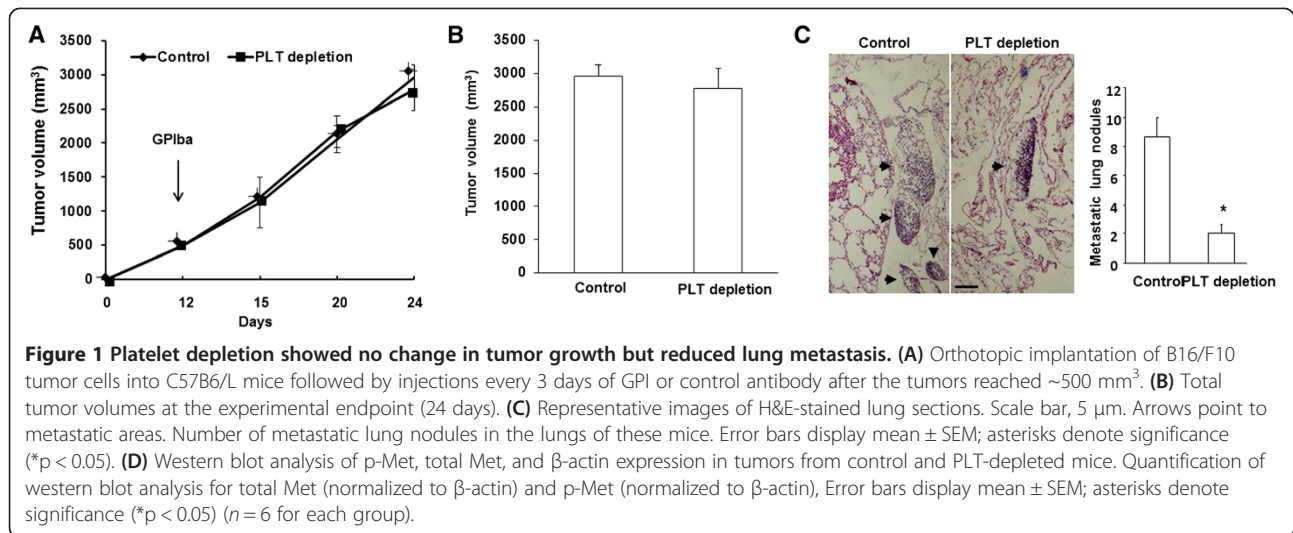 A
3500
3000
2500
2000
1500
1000
500
0
Tumor volume (mm³)
Control
PLT depletion
GPIba
0
12
15
20
24
Days
B
3500
3000
2500
2000
1500
1000
500
0
Tumor volume (mm³)
Control
PLT depletion
C
Control
PLT depletion
12
10
8
6
4
2
0
Metastatic lung nodules
*
Control
PLT depletion
Figure 1 Platelet depletion showed no change in tumor growth but reduced lung metastasis. (A) Orthotopic implantation of B16/F10
tumor cells into C57B6/L mice followed by injections every 3 days of GPI or control antibody after the tumors reached ~500 mm³. (B) Total
tumor volumes at the experimental endpoint (24 days). (C) Representative images of H&E-stained lung sections. Scale bar, 5 μm. Arrows point to
metastatic areas. Number of metastatic lung nodules in the lungs of these mice. Error bars display mean ± SEM; asterisks denote significance
(*p < 0.05). (D) Western blot analysis of p-Met, total Met, and β-actin expression in tumors from control and PLT-depleted mice. Quantification of
western blot analysis for total Met (normalized to β-actin) and p-Met (normalized to β-actin), Error bars display mean ± SEM; asterisks denote
significance (*p < 0.05) (n = 6 for each group).